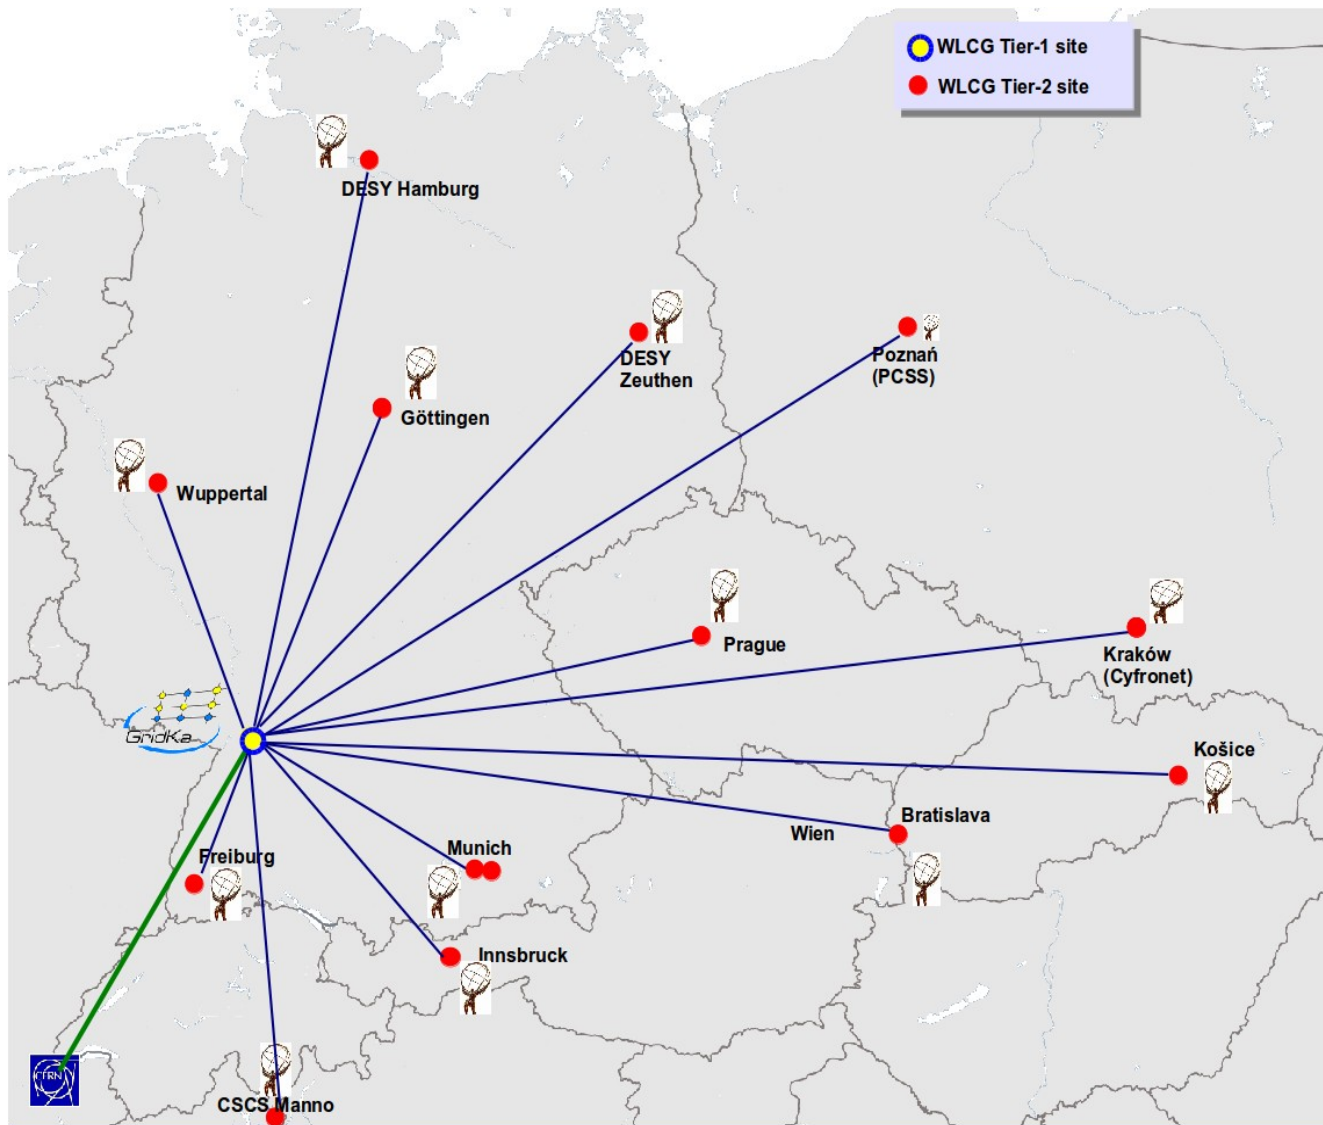 WLCG Tier-1 site
WLCG Tier-2 site
DESY Hamburg
DESY
Zeuthen
Poznań
(PCSS)
Göttingen
Wuppertal
Prague
Kraków
(Cyfronet)
GridKa
Košice
Bratislava
Wien
Munich
Freiburg
Innsbruck
CERN
CSCS Manno